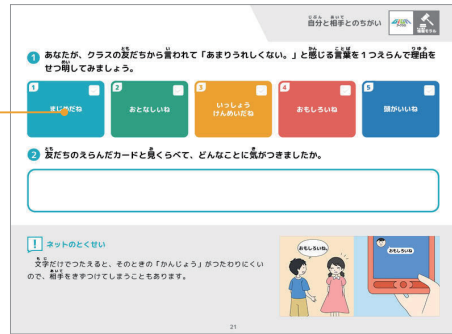 自分と相手とのちがい
1 あなたが、クラスの友だちから言われて「あまりうれしくない。」と感じる言葉を1つえらんで理由を
せつ明してみましょう。
1 まじめだね
2 おとなしいね
3 いっしょう
けんめいだね
4 おもしろいね
5 頭がいいね
2 友だちのえらんだカードと見くらべて、どんなことに気がつきましたか。
! ネットのとくせい
文字だけでつたえると、そのときの「かんじょう」がつたわりにくい
ので、相手をきずつけてしまうこともあります。
おもしろいね。
おもしろいね。
21